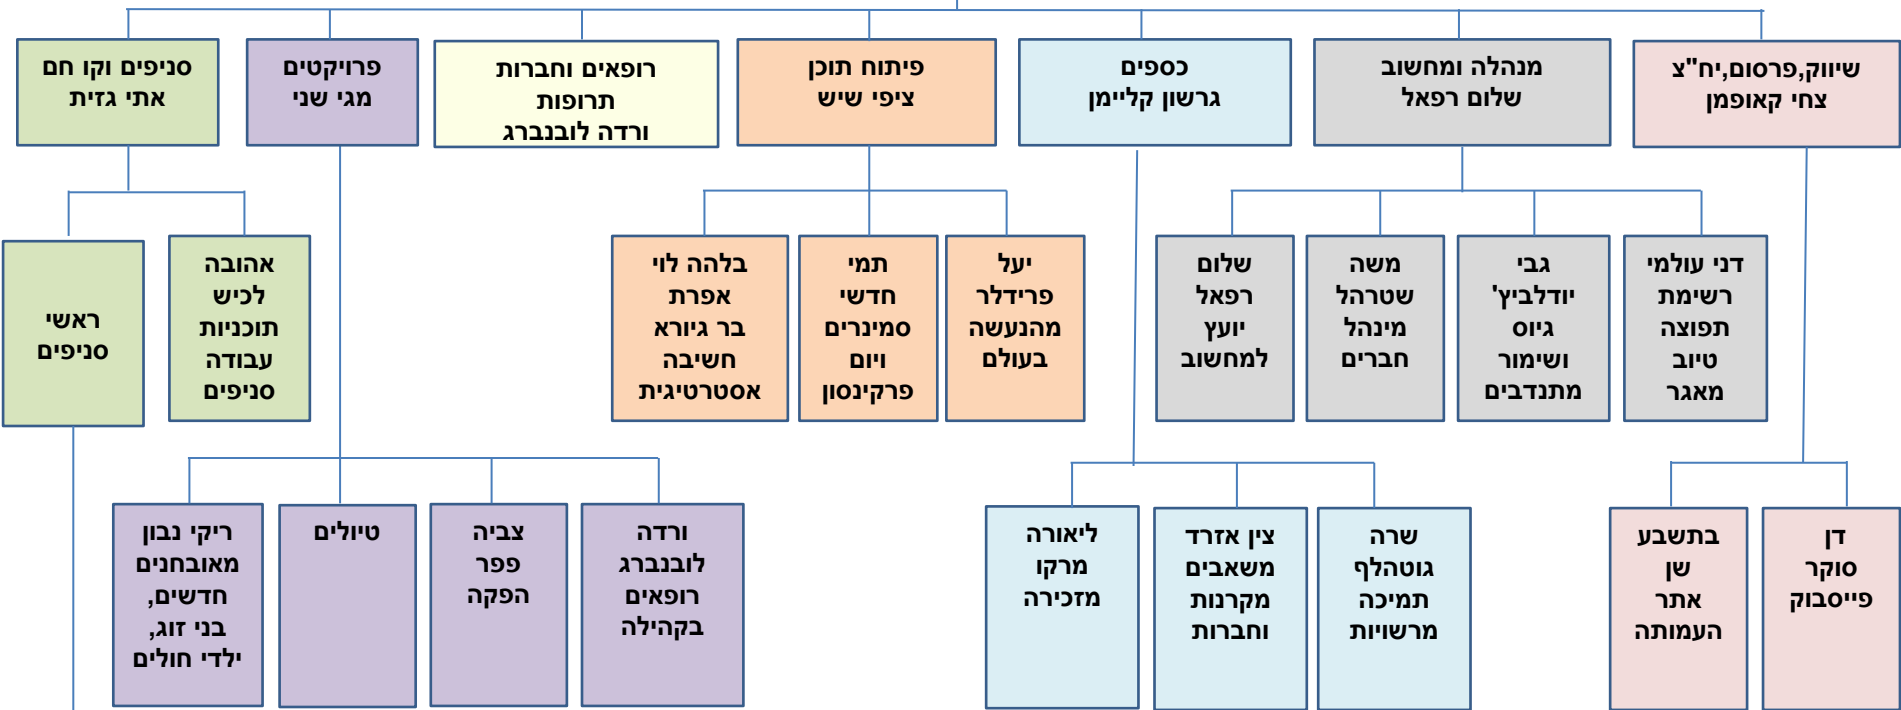 שיווק,פרסום,יח"צ
צחי קאופמן
מנהלה ומחשוב
שלום רפאל
כספים
גרשון קליימן
פיתוח תוכן
ציפי שיש
רופאים וחברות
תרופות
ורדה לובנברג
פרויקטים
מגי שני
סניפים וקו חם
אתי גזית
דני עולמי
רשימת
תפוצה
טיוב
מאגר
גבי
יודלביץ'
גיוס
ושימור
מתנדבים
משה
שטרהל
מינהל
חברים
שלום
רפאל
יועץ
למחשוב
יעל
פרידלר
מהנעשה
בעולם
תמי
חדשי
סמינרים
ויום
פרקינסון
בלהה לוי
אפרת
בר גיורא
חשיבה
אסטרטיגית
אהובה
לכיש
תוכניות
עבודה
סניפים
ראשי
סניפים
דן
סוקר
פייסבוק
בתשבע
שן
אתר
העמותה
שרה
גוטהלף
תמיכה
מרשויות
צין אזרד
משאבים
מקרנות
וחברות
ליאורה
מרקו
מזכירה
ורדה
לובנברג
רופאים
בקהילה
צביה
פפר
הפקה
טיולים
ריקי נבון
מאובחנים
חדשים,
בני זוג,
ילדי חולים